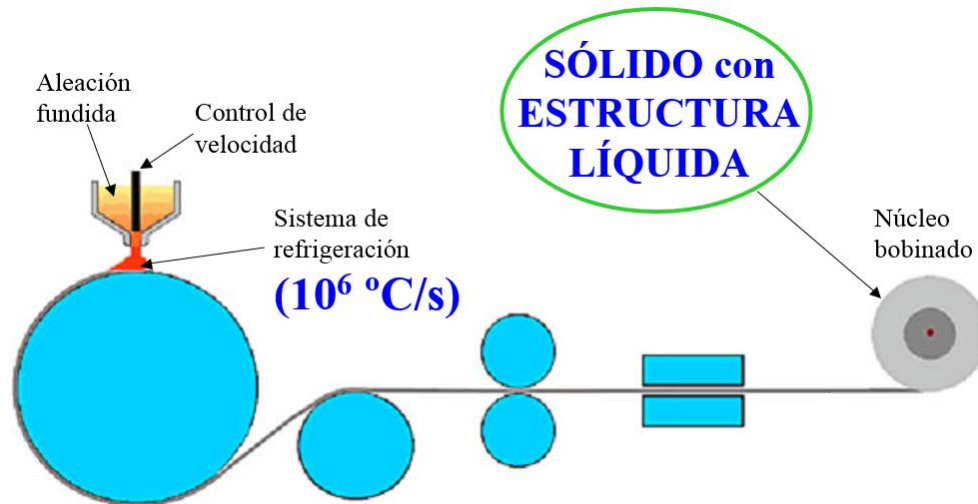 Aleación
fundida
Control de
velocidad
Sistema de
refrigeración
(10⁶ ºC/s)
SÓLIDO con
ESTRUCTURA
LÍQUIDA
Núcleo
bobinado